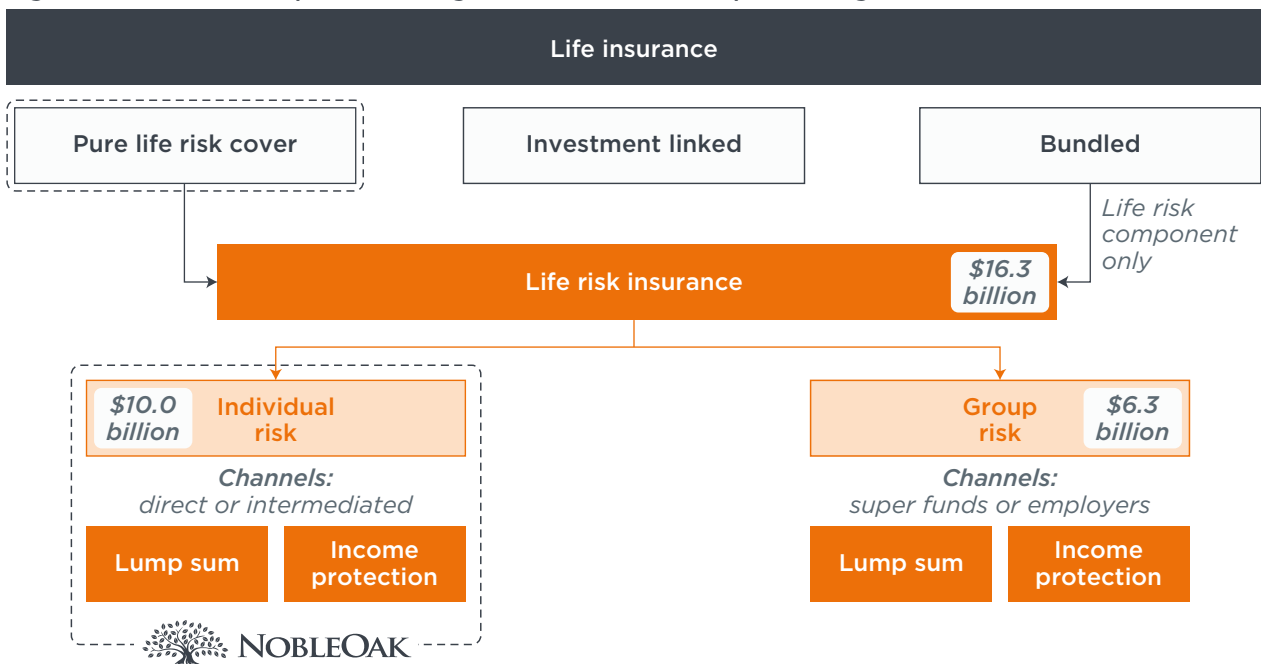 Life insurance
Pure life risk cover
Investment linked
Bundled
Life risk
component
only
Life risk insurance
$16.3
billion
$10.0
billion
Individual
risk
Group
risk
$6.3
billion
Channels:
direct or intermediated
Channels:
super funds or employers
Lump sum
Income
protection
Lump sum
Income
protection
NOBLEOAK